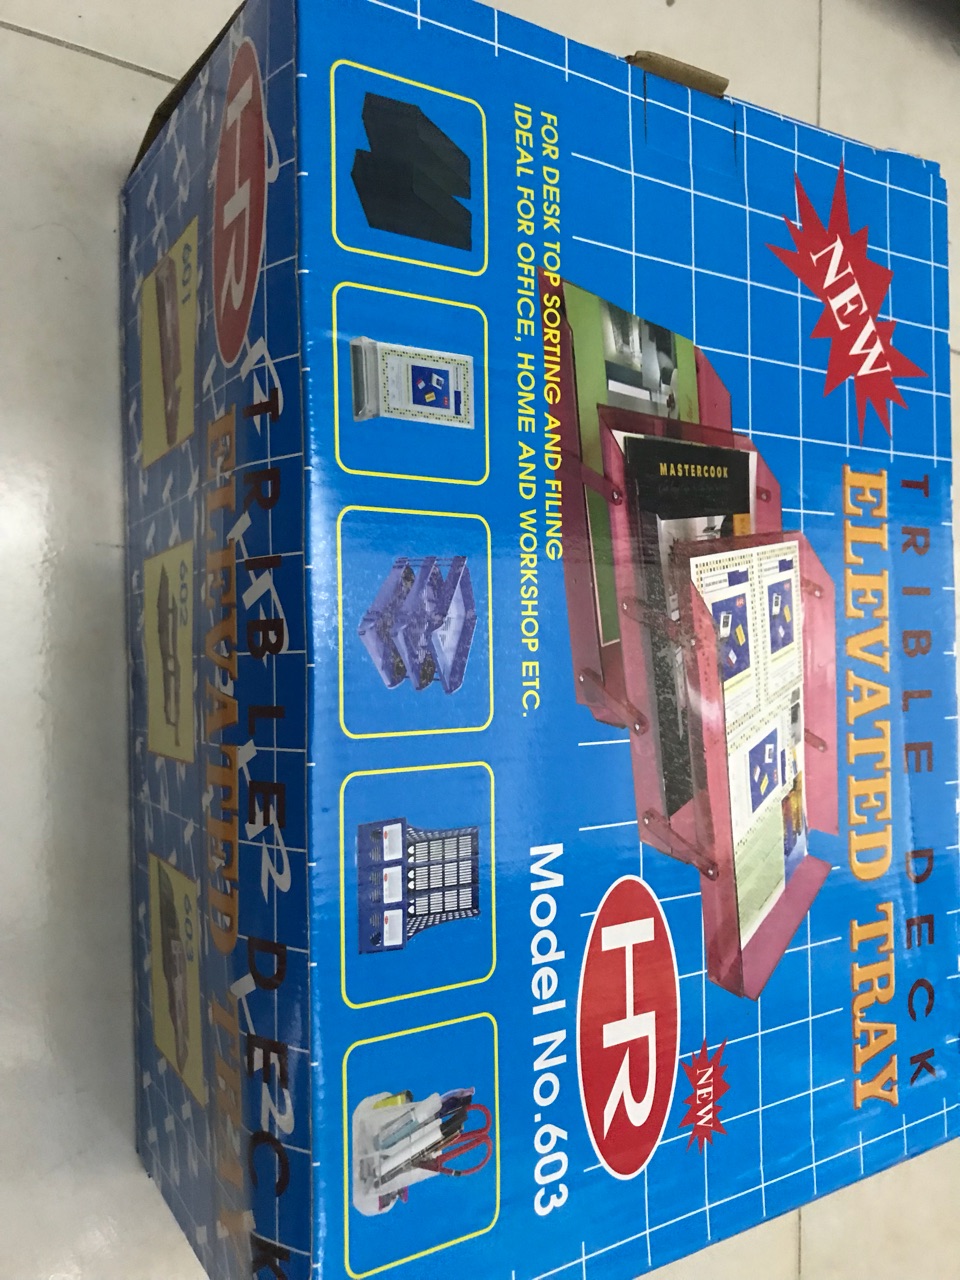 NEW
TRIBLE DECK
ELEVATED TRAY
MASTERCOOK
NEW
HR
Model No.603
FOR DESK TOP SORTING AND FILING
IDEAL FOR OFFICE, HOME AND WORKSHOP ETC.
HR
TRIBLE DECK
ELEVATED TRAY
601
602
603